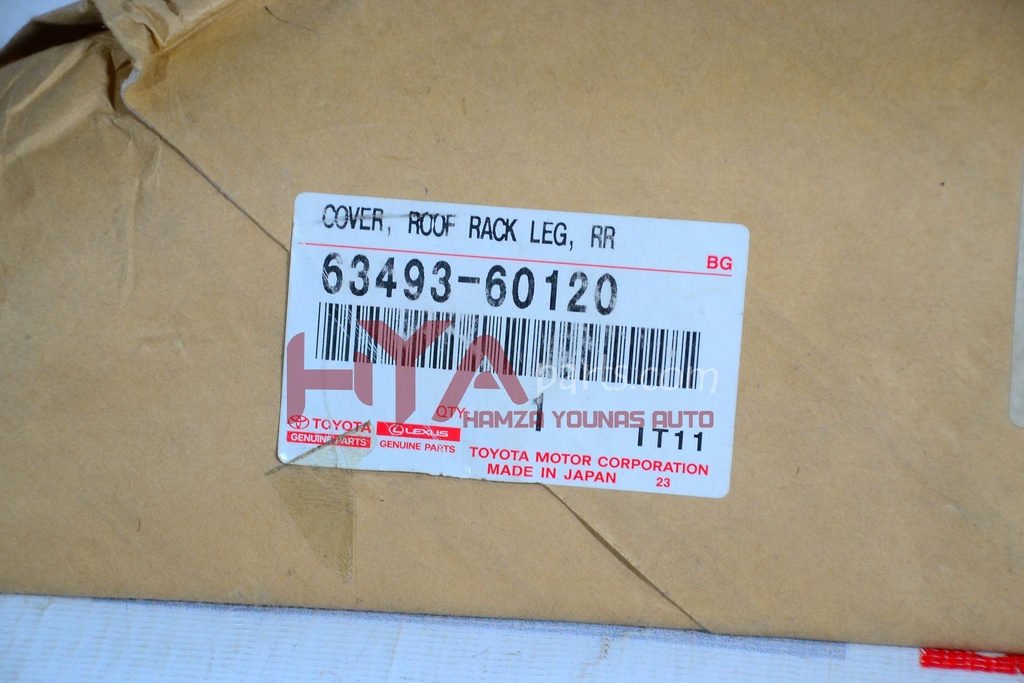 COVER, ROOF RACK LEG, RR
BG
63493-60120
HYA parts.com
QTY 1
HAMZA YOUNAS AUTO
TOYOTA
GENUINE PARTS
LEXUS
GENUINE PARTS
IT11
TOYOTA MOTOR CORPORATION
MADE IN JAPAN 23